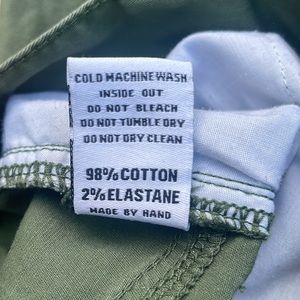 COLD MACHINE WASH
INSIDE OUT
DO NOT BLEACH
DO NOT TUMBLE DRY
DO NOT DRY CLEAN
98% COTTON
2% ELASTANE
MADE BY HAND